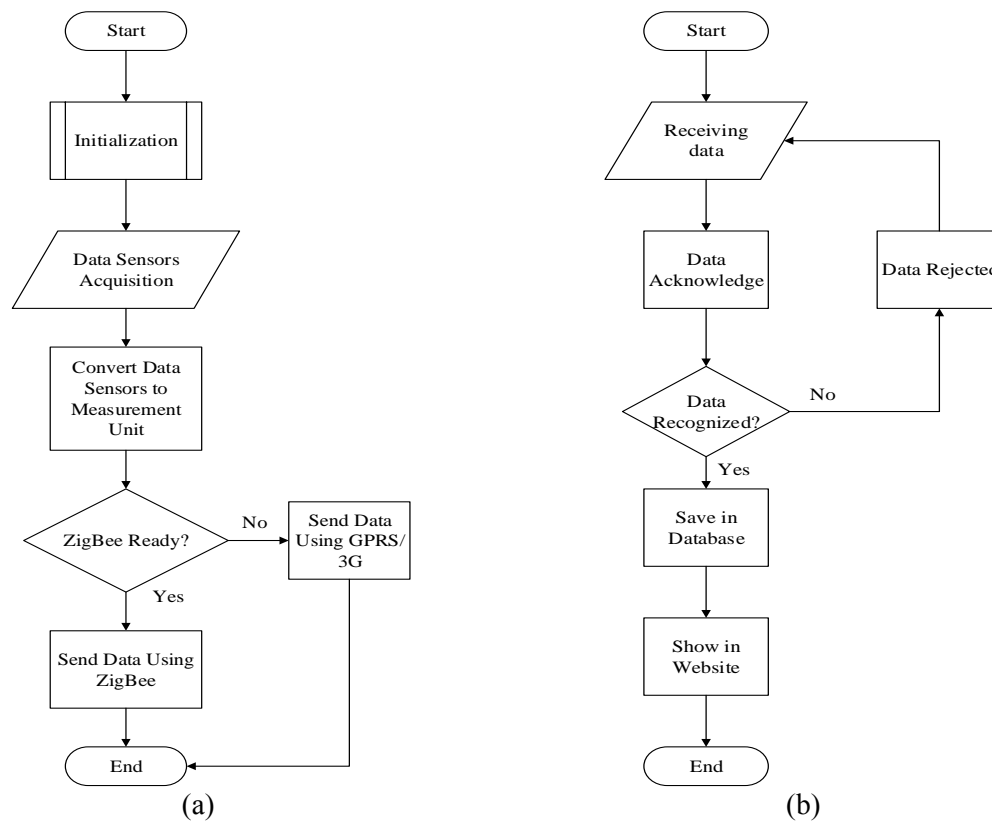 Start
Initialization
Data Sensors
Acquisition
Convert Data
Sensors to
Measurement
Unit
ZigBee Ready?
No
Send Data
Using GPRS/
3G
Yes
Send Data Using
ZigBee
End
(a)
Start
Receiving
data
Data
Acknowledge
Data Rejected
Data
Recognized?
No
Yes
Save in
Database
Show in
Website
End
(b)